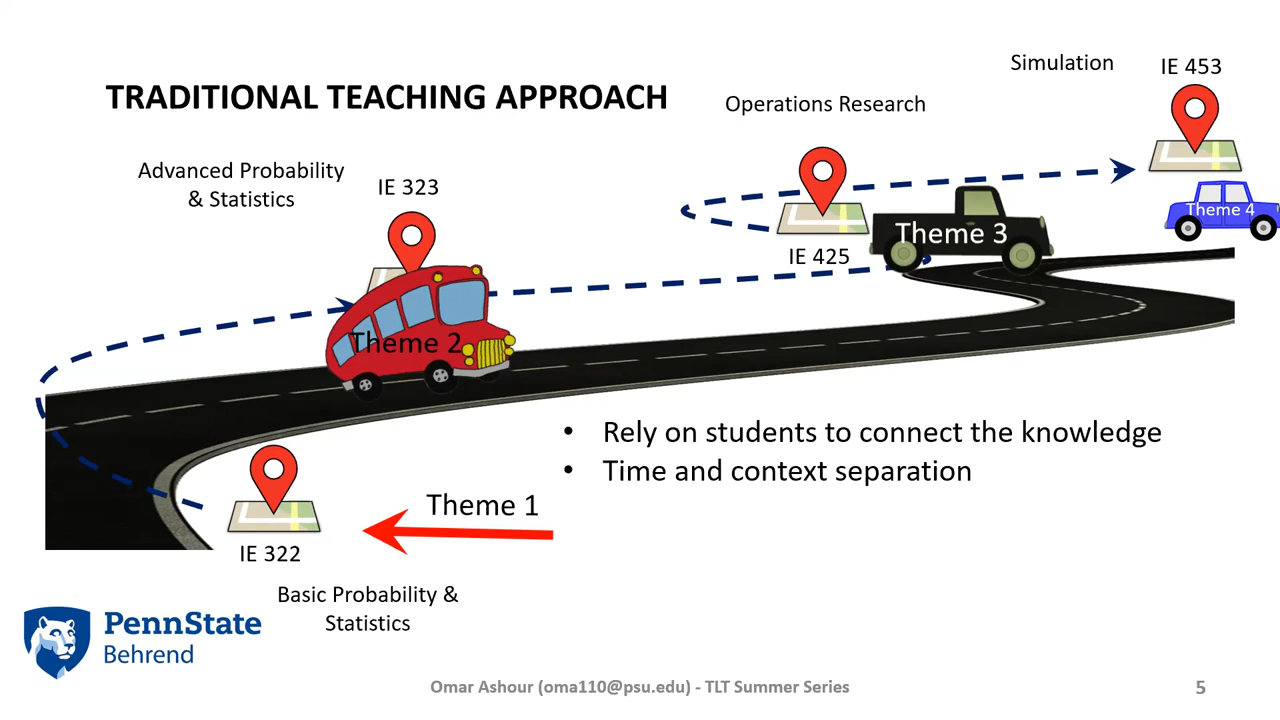 TRADITIONAL TEACHING APPROACH
Simulation
IE 453
Operations Research
Advanced Probability
& Statistics
IE 323
Theme 4
Theme 3
IE 425
Theme 2
• Rely on students to connect the knowledge
• Time and context separation
Theme 1
IE 322
Basic Probability &
Statistics
PennState
Behrend
Omar Ashour (oma110@psu.edu) - TLT Summer Series
5